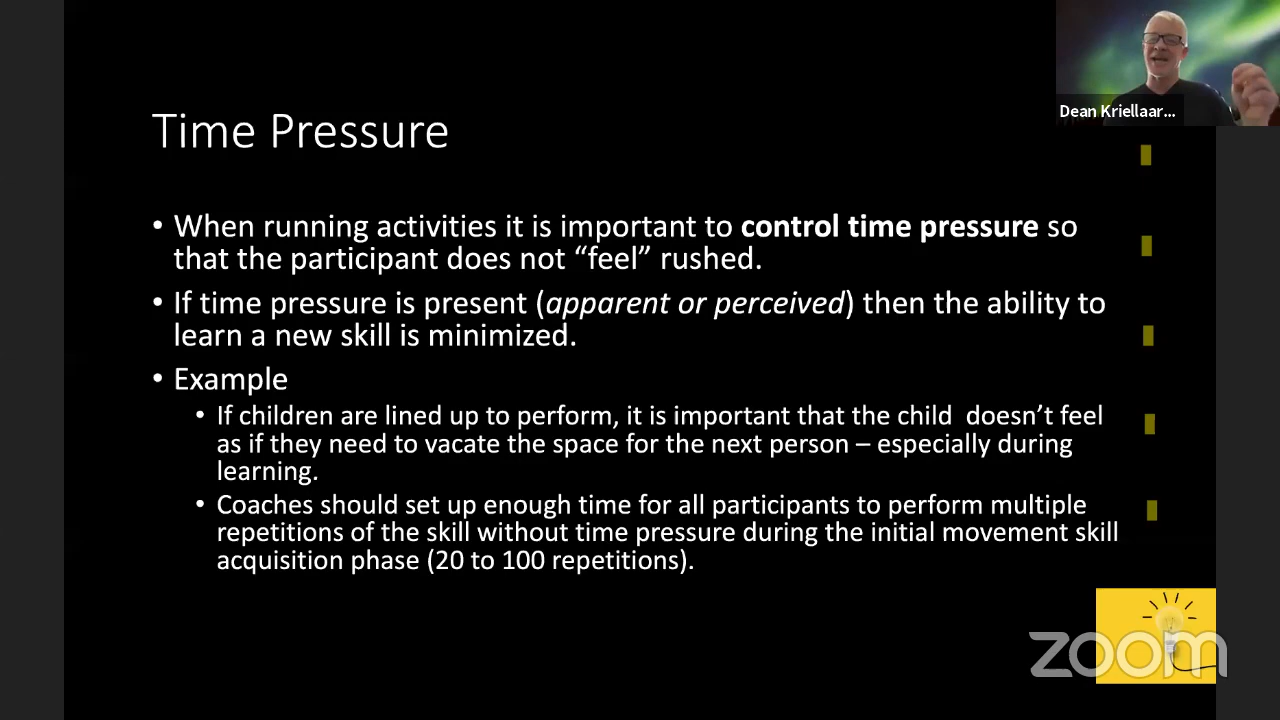 Dean Kriellaar...
Time Pressure
• When running activities it is important to control time pressure so
that the participant does not “feel” rushed.
• If time pressure is present (apparent or perceived) then the ability to
learn a new skill is minimized.
• Example
• If children are lined up to perform, it is important that the child  doesn’t feel
as if they need to vacate the space for the next person – especially during
learning.
• Coaches should set up enough time for all participants to perform multiple
repetitions of the skill without time pressure during the initial movement skill
acquisition phase (20 to 100 repetitions).
zoom